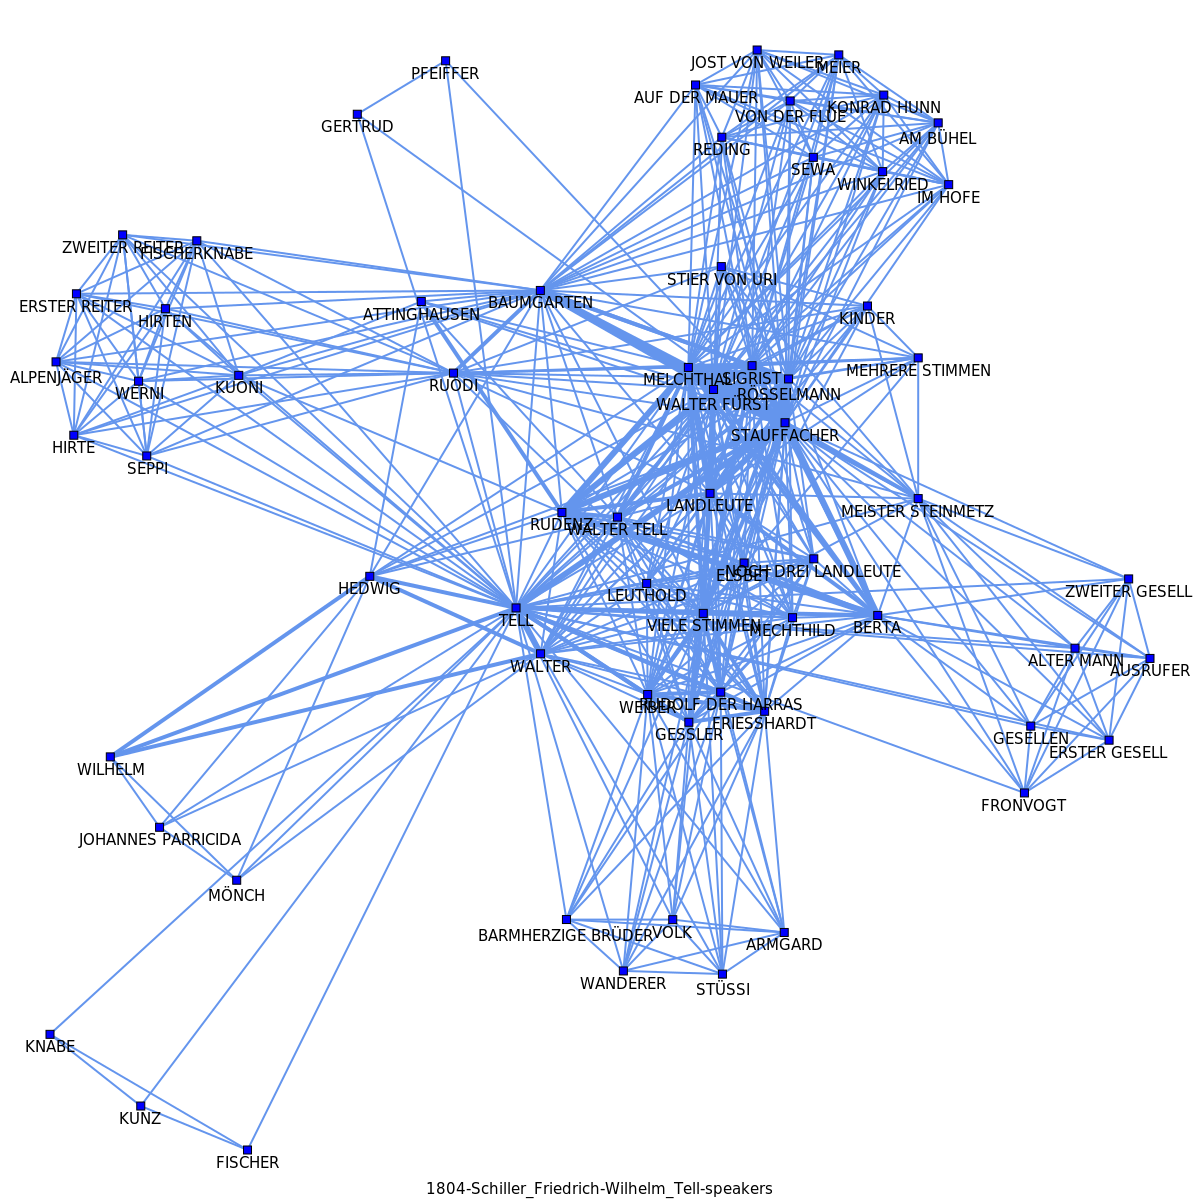 PFEIFFER
JOST VON WEILER
MEIER
AUF DER MAUER
KONRAD HUNN
VON DER FLÜE
GERTRUD
AM BÜHEL
REDING
SEWA
WINKELRIED
IM HOFE
ZWEITER REITER
FISCHERKNABE
STIER VON URI
BAUMGARTEN
ERSTER REITER
ATTINGHAUSEN
HIRTEN
KINDER
MEHRERE STIMMEN
ALPENJÄGER
MELCHTHAL
SIGRIST
RUODI
KUONI
WERNI
RÖSSELMANN
WALTER FÜRST
STAUFFACHER
HIRTE
SEPPI
LANDLEUTE
MEISTER STEINMETZ
RUDENZ
WALTER TELL
ELSBET
NOCH DREI LANDLEUTE
HEDWIG
LEUTHOLD
ZWEITER GESELL
TELL
VIELE STIMMEN
MECHTHILD
BERTA
WALTER
ALTER MANN
AUSRUFER
WEIBER
RUDOLF DER HARRAS
FRIESSHARDT
GESSLER
GESELLEN
ERSTER GESELL
WILHELM
FRONVOGT
JOHANNES PARRICIDA
MÖNCH
BARMHERZIGE BRÜDER
VOLK
ARMGARD
WANDERER
STÜSSI
KNABE
KUNZ
FISCHER
1804-Schiller_Friedrich-Wilhelm_Tell-speakers